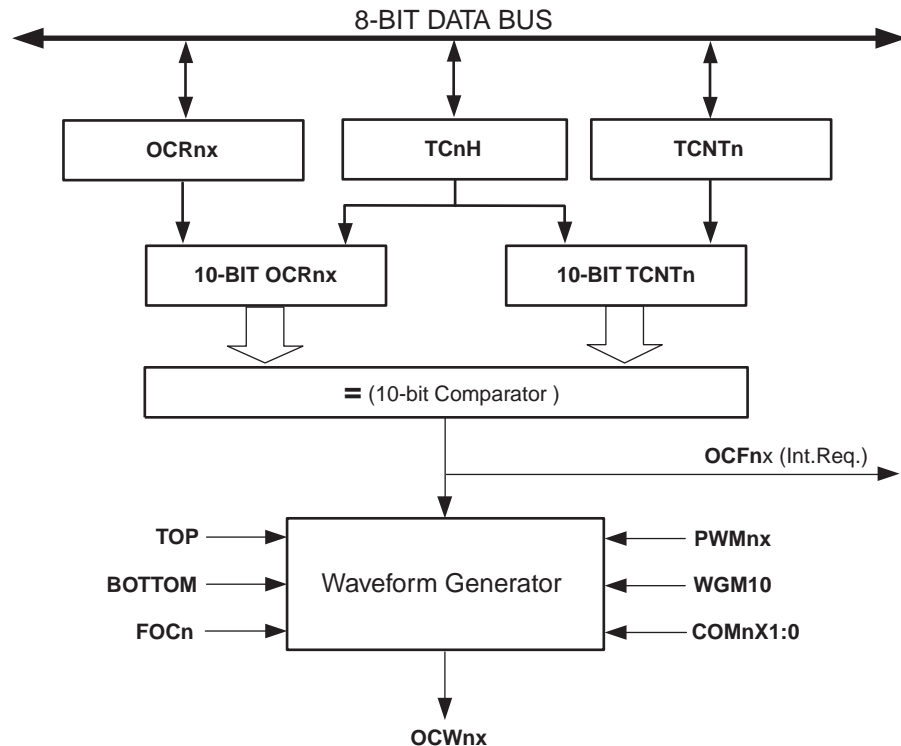 8-BIT DATA BUS
OCRnx
TCnH
TCNTn
10-BIT OCRnx
10-BIT TCNTn
= (10-bit Comparator )
OCFnx (Int.Req.)
TOP
PWMnx
BOTTOM
Waveform Generator
WGM10
FOCn
COMnX1:0
OCWnx